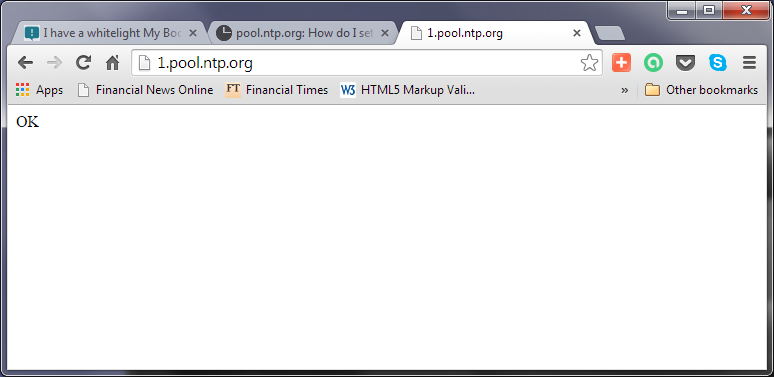 I have a whitelight My Boo
pool.ntp.org: How do I set
1.pool.ntp.org
1.pool.ntp.org
Apps
Financial News Online
FT
Financial Times
W3
HTML5 Markup Vali...
»
Other bookmarks
OK